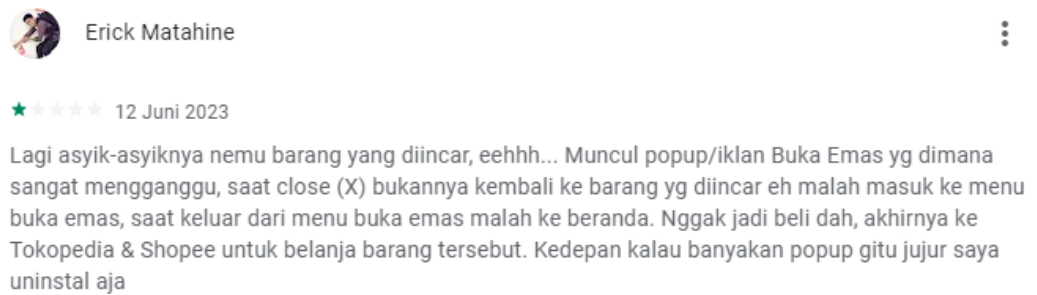 Erick Matahine
12 Juni 2023
Lagi asyik-asyiknya nemu barang yang diincar, eehhh... Muncul popup/iklan Buka Emas yg dimana
sangat mengganggu, saat close (X) bukannya kembali ke barang yg diincar eh malah masuk ke menu
buka emas, saat keluar dari menu buka emas malah ke beranda. Nggak jadi beli dah, akhirnya ke
Tokopedia & Shopee untuk belanja barang tersebut. Kedepan kalau banyakan popup gitu jujur saya
uninstal aja